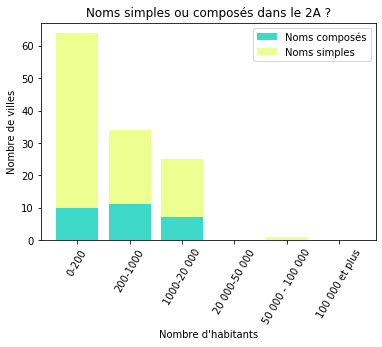 Noms simples ou composés dans le 2A ?
Noms composés
Noms simples
Nombre de villes
60
50
40
30
20
10
0
0-200
200-1000
1000-20 000
20 000-50 000
50 000 - 100 000
100 000 et plus
Nombre d'habitants